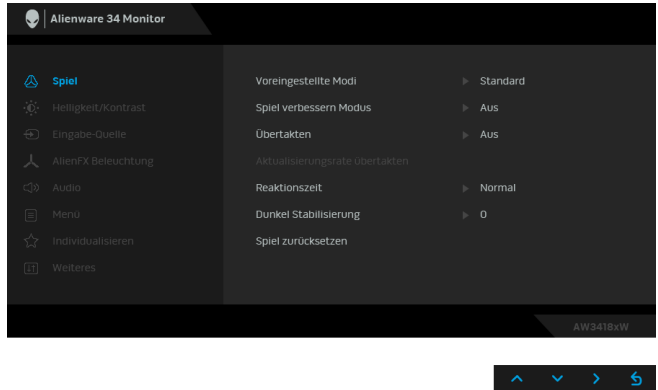 Alienware 34 Monitor
Spiel
Voreingestellte Modi Standard
Helligkeit/Kontrast
Spiel verbessern Modus Aus
Eingabe-Quelle
Übertakten Aus
AlienFX Beleuchtung
Aktualisierungsrate übertakten
Audio
Reaktionszeit Normal
Menü
Dunkel Stabilisierung 0
Individualisieren
Spiel zurücksetzen
Weiteres
AW3418xW